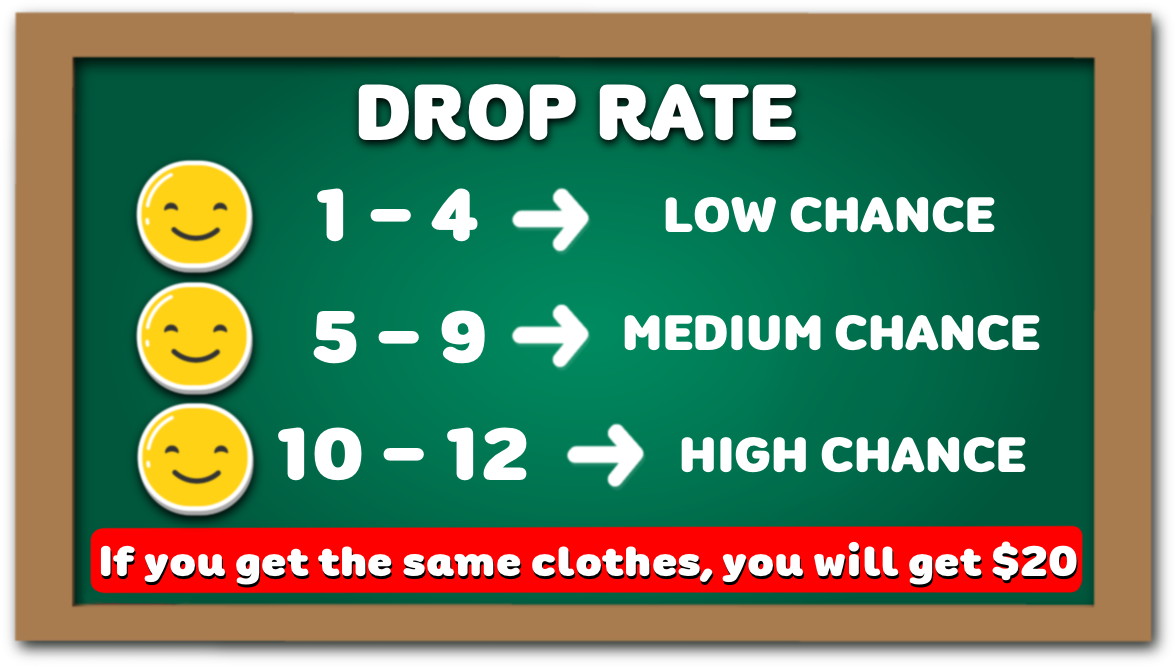 DROP RATE
1 – 4 → LOW CHANCE
5 – 9 → MEDIUM CHANCE
10 – 12 → HIGH CHANCE
If you get the same clothes, you will get $20